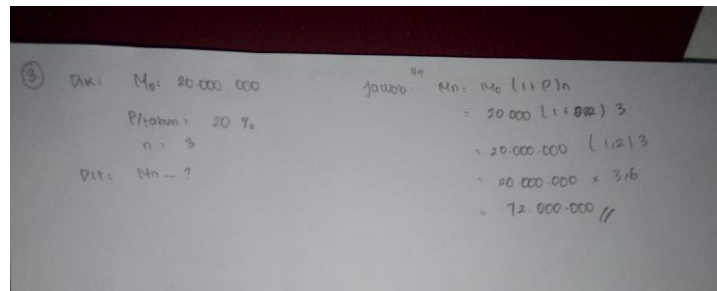 ③ Dik: M₀: 20.000.000
P/tahun = 20 %
n = 3
Dit: Mn ... ?
Jawab: Mn: M₀ (1+P)n
= 20.000 (1+ ) 3
= 20.000.000 (1,2) 3
= 20.000.000 x 3,6
= 72.000.000 //